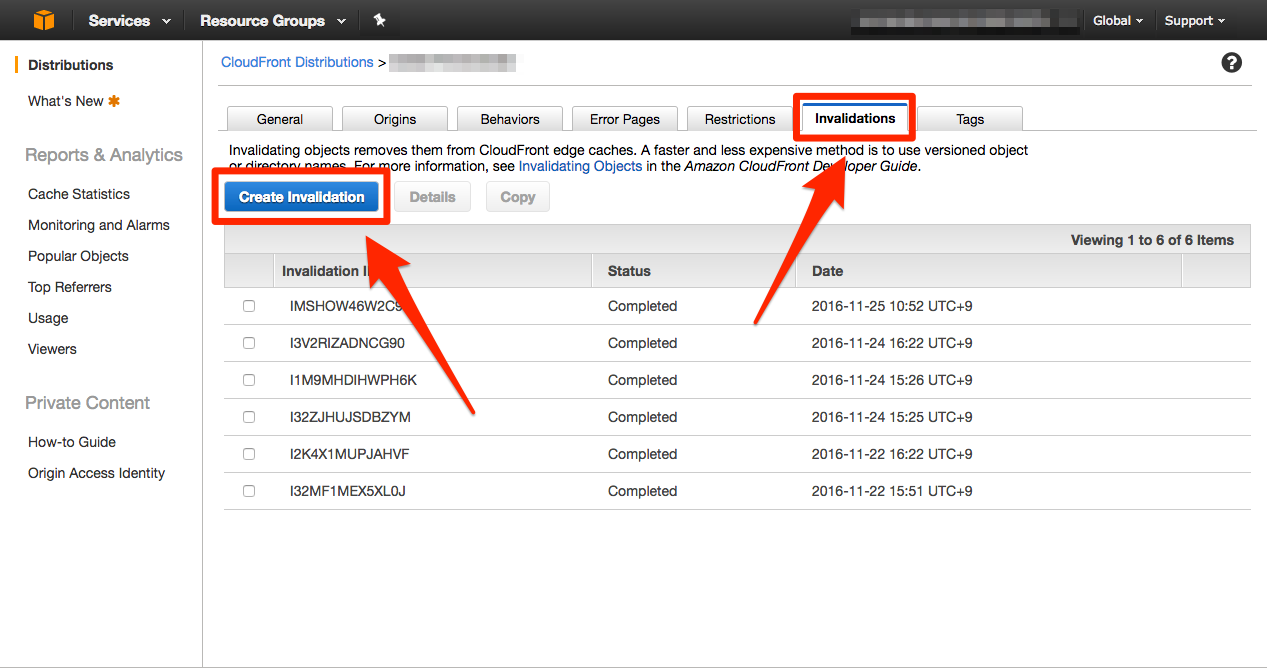 Services
Resource Groups
Global
Support
Distributions
What's New
Reports & Analytics
Cache Statistics
Monitoring and Alarms
Popular Objects
Top Referrers
Usage
Viewers
Private Content
How-to Guide
Origin Access Identity
CloudFront Distributions >
?
General
Origins
Behaviors
Error Pages
Restrictions
Invalidations
Tags
Invalidating objects removes them from CloudFront edge caches. A faster and less expensive method is to use versioned object
or directory names. For more information, see Invalidating Objects in the Amazon CloudFront Developer Guide.
Create Invalidation
Details
Copy
Viewing 1 to 6 of 6 Items
Invalidation
Status
Date
IMSHOW46W2C9 Completed 2016-11-25 10:52 UTC+9
I3V2RIZADNCG90 Completed 2016-11-24 16:22 UTC+9
I1M9MHDIHWPH6K Completed 2016-11-24 15:26 UTC+9
I32ZJHUJSDBZYM Completed 2016-11-24 15:25 UTC+9
I2K4X1MUPJAHVF Completed 2016-11-22 16:22 UTC+9
I32MF1MEX5XL0J Completed 2016-11-22 15:51 UTC+9